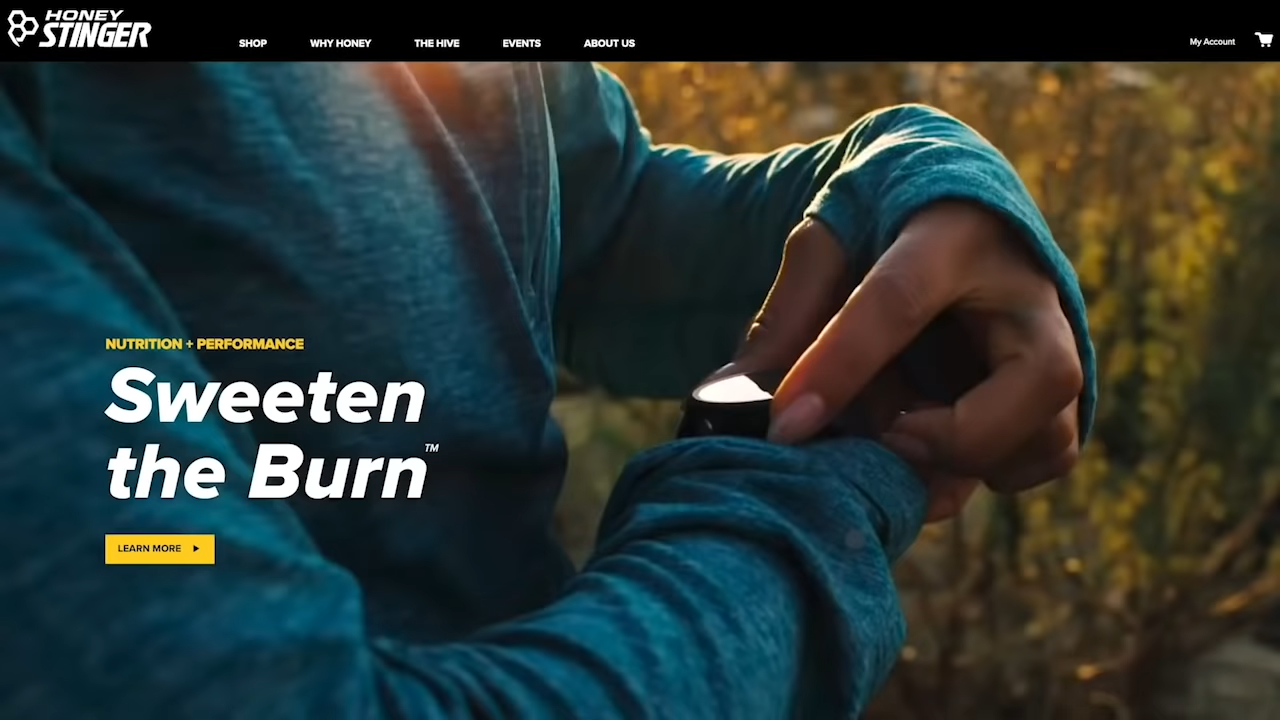 HONEY
STINGER
SHOP
WHY HONEY
THE HIVE
EVENTS
ABOUT US
My Account
NUTRITION + PERFORMANCE
Sweeten
the Burn™
LEARN MORE